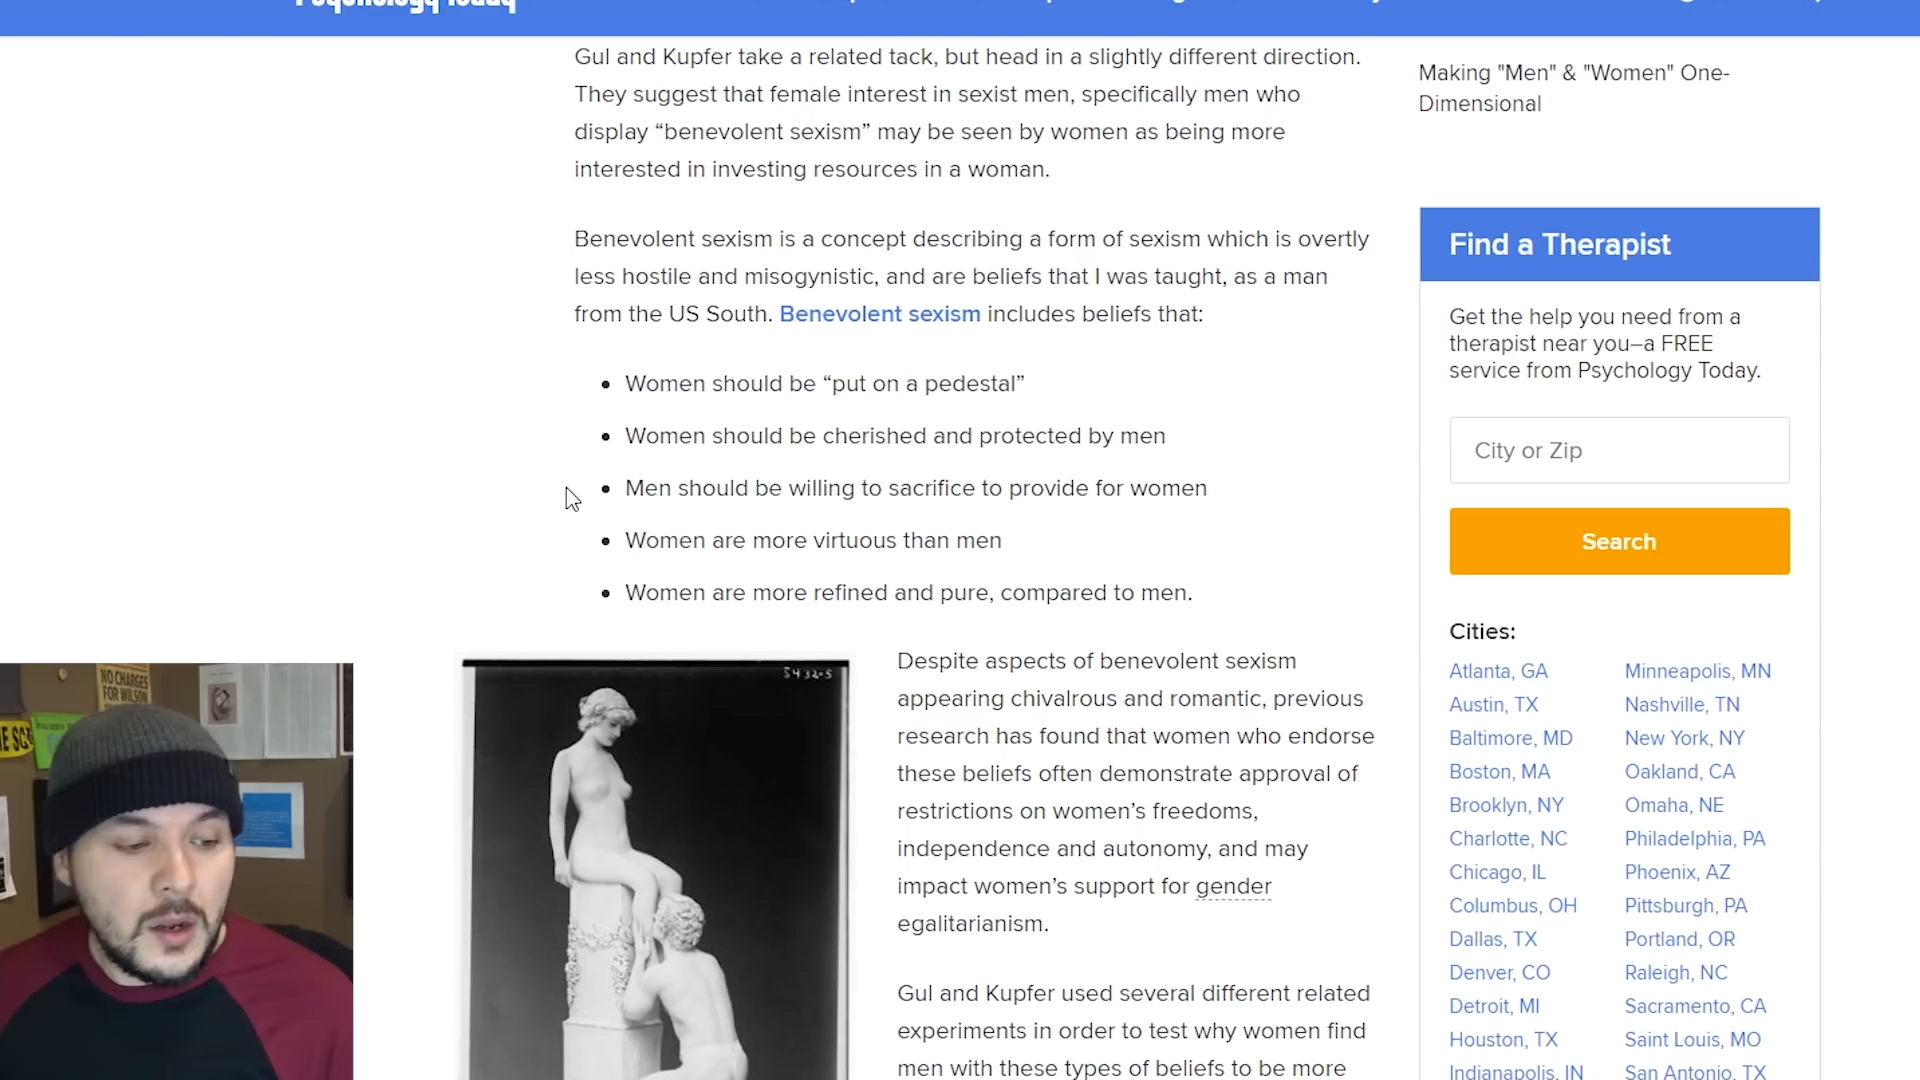 Psychology Today
Gul and Kupfer take a related tack, but head in a slightly different direction.
They suggest that female interest in sexist men, specifically men who
display “benevolent sexism” may be seen by women as being more
interested in investing resources in a woman.
Benevolent sexism is a concept describing a form of sexism which is overtly
less hostile and misogynistic, and are beliefs that I was taught, as a man
from the US South. Benevolent sexism includes beliefs that:
• Women should be “put on a pedestal”
• Women should be cherished and protected by men
• Men should be willing to sacrifice to provide for women
• Women are more virtuous than men
• Women are more refined and pure, compared to men.
5432-5
Despite aspects of benevolent sexism
appearing chivalrous and romantic, previous
research has found that women who endorse
these beliefs often demonstrate approval of
restrictions on women’s freedoms,
independence and autonomy, and may
impact women’s support for gender
egalitarianism.
Gul and Kupfer used several different related
experiments in order to test why women find
men with these types of beliefs to be more
Making "Men" & "Women" One-
Dimensional
Find a Therapist
Get the help you need from a
therapist near you–a FREE
service from Psychology Today.
City or Zip
Search
Cities:
Atlanta, GA
Austin, TX
Baltimore, MD
Boston, MA
Brooklyn, NY
Charlotte, NC
Chicago, IL
Columbus, OH
Dallas, TX
Denver, CO
Detroit, MI
Houston, TX
Indianapolis, IN
Minneapolis, MN
Nashville, TN
New York, NY
Oakland, CA
Omaha, NE
Philadelphia, PA
Phoenix, AZ
Pittsburgh, PA
Portland, OR
Raleigh, NC
Sacramento, CA
Saint Louis, MO
San Antonio, TX
NO CHARGES
FOR WILSON